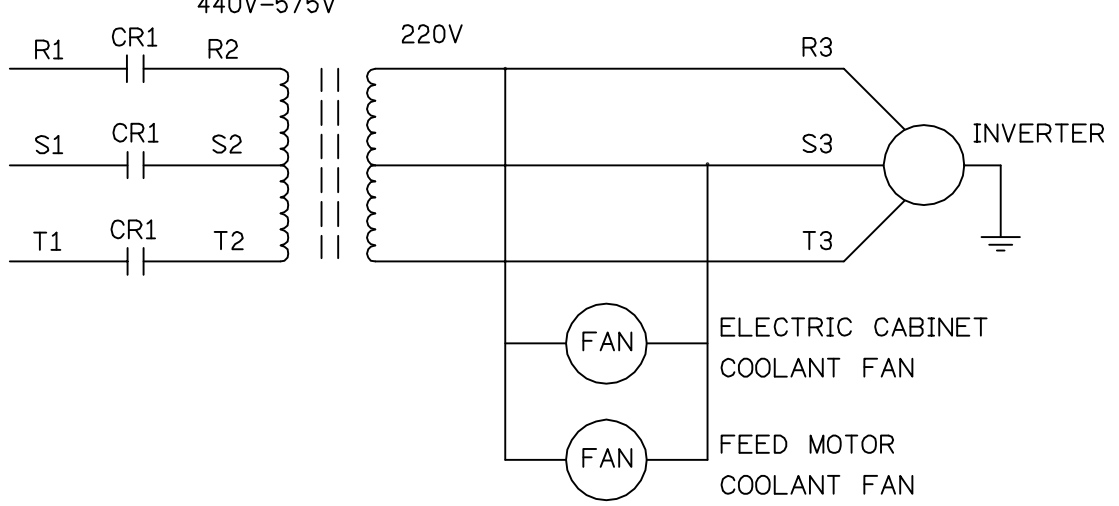 440V-575V
220V
R1 CR1 R2 R3
S1 CR1 S2 S3 INVERTER
T1 CR1 T2 T3
FAN ELECTRIC CABINET
COOLANT FAN
FAN FEED MOTOR
COOLANT FAN